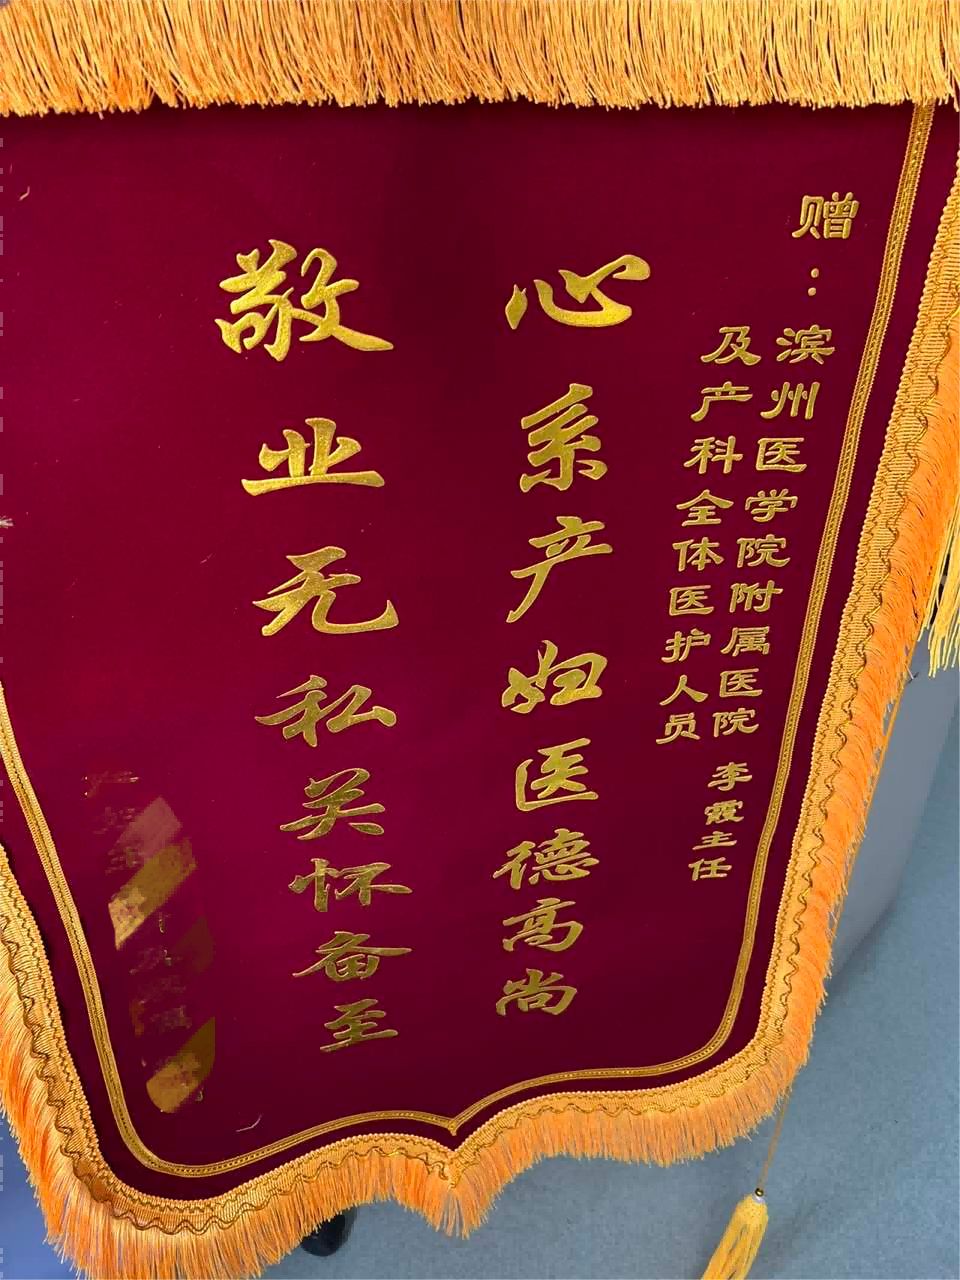 赠：
滨州医学院附属医院 李霞主任
及产科全体医护人员
心系产妇医德高尚
敬业无私关怀备至